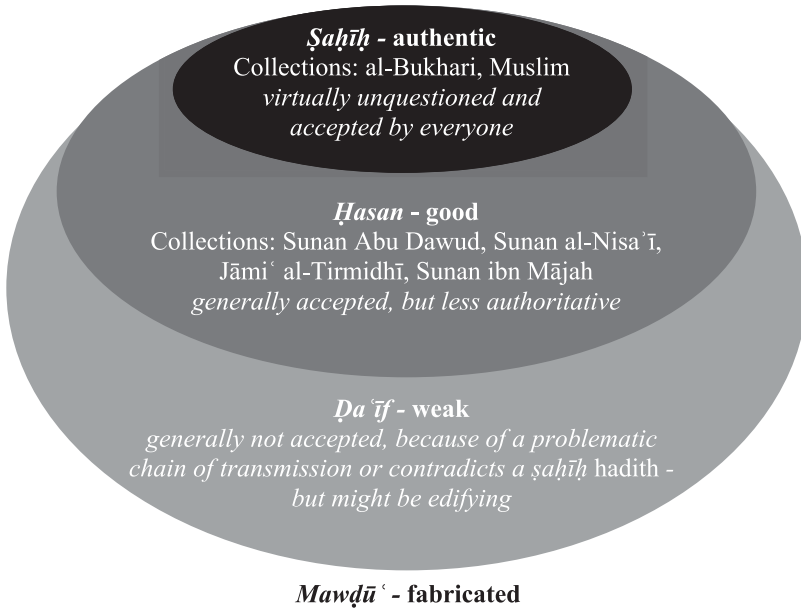 Ṣaḥīḥ - authentic
Collections: al-Bukhari, Muslim
virtually unquestioned and
accepted by everyone
Ḥasan - good
Collections: Sunan Abu Dawud, Sunan al-Nisaʾī,
Jāmiʿ al-Tirmidhī, Sunan ibn Mājah
generally accepted, but less authoritative
Ḍaʿīf - weak
generally not accepted, because of a problematic
chain of transmission or contradicts a ṣaḥīḥ hadith -
but might be edifying
Mawḍūʿ - fabricated